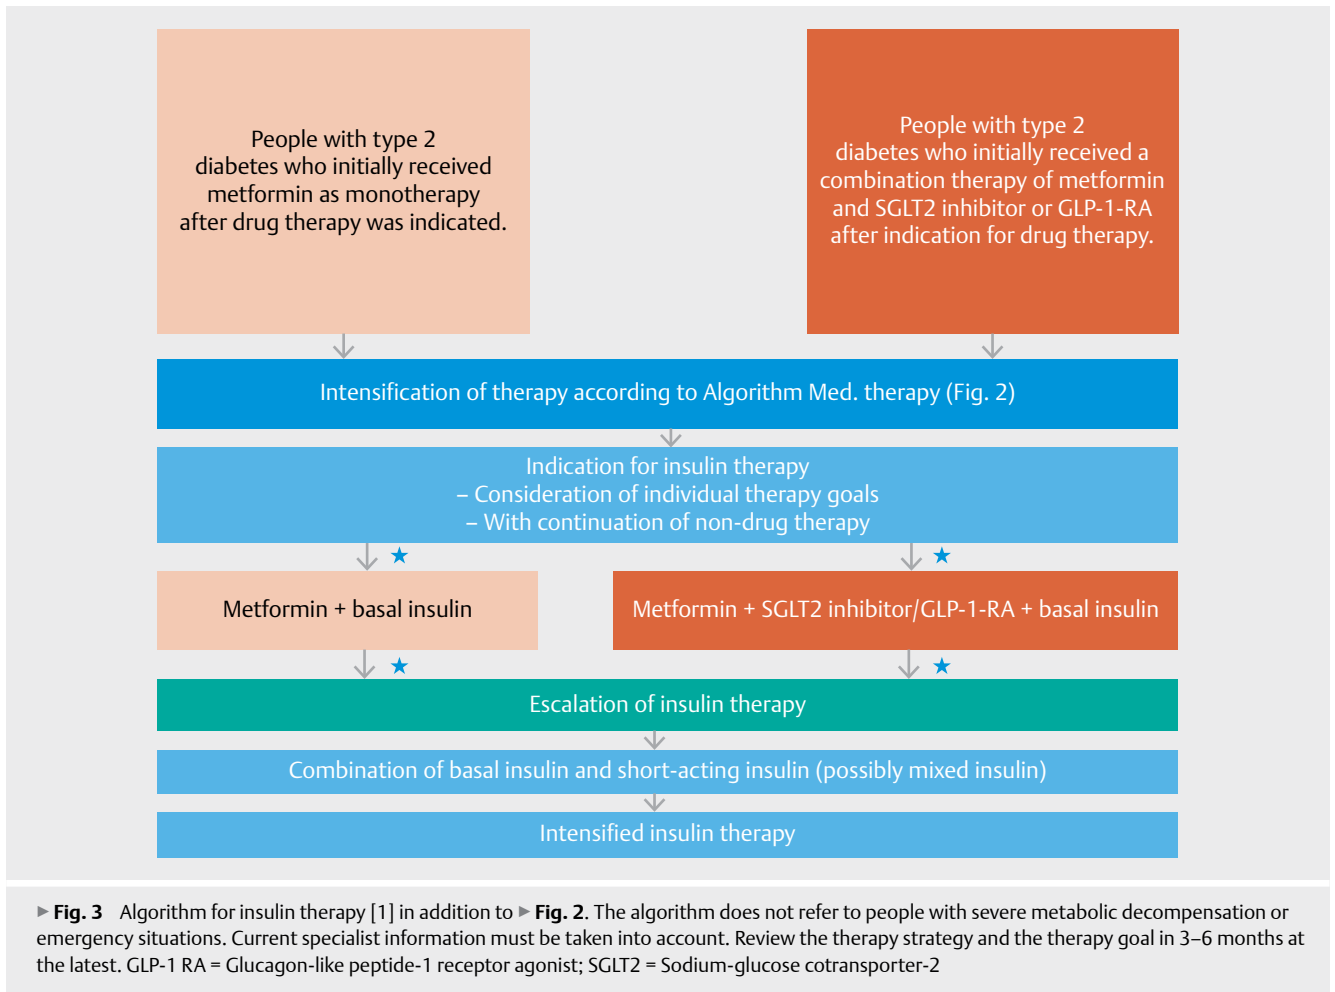 People with type 2
diabetes who initially received
metformin as monotherapy
after drug therapy was indicated.
People with type 2
diabetes who initially received a
combination therapy of metformin
and SGLT2 inhibitor or GLP-1-RA
after indication for drug therapy.
Intensification of therapy according to Algorithm Med. therapy (Fig. 2)
Indication for insulin therapy
– Consideration of individual therapy goals
– With continuation of non-drug therapy
Metformin + basal insulin
Metformin + SGLT2 inhibitor/GLP-1-RA + basal insulin
Escalation of insulin therapy
Combination of basal insulin and short-acting insulin (possibly mixed insulin)
Intensified insulin therapy
▶ Fig. 3 Algorithm for insulin therapy [1] in addition to ▶ Fig. 2. The algorithm does not refer to people with severe metabolic decompensation or
emergency situations. Current specialist information must be taken into account. Review the therapy strategy and the therapy goal in 3–6 months at
the latest. GLP-1 RA = Glucagon-like peptide-1 receptor agonist; SGLT2 = Sodium-glucose cotransporter-2